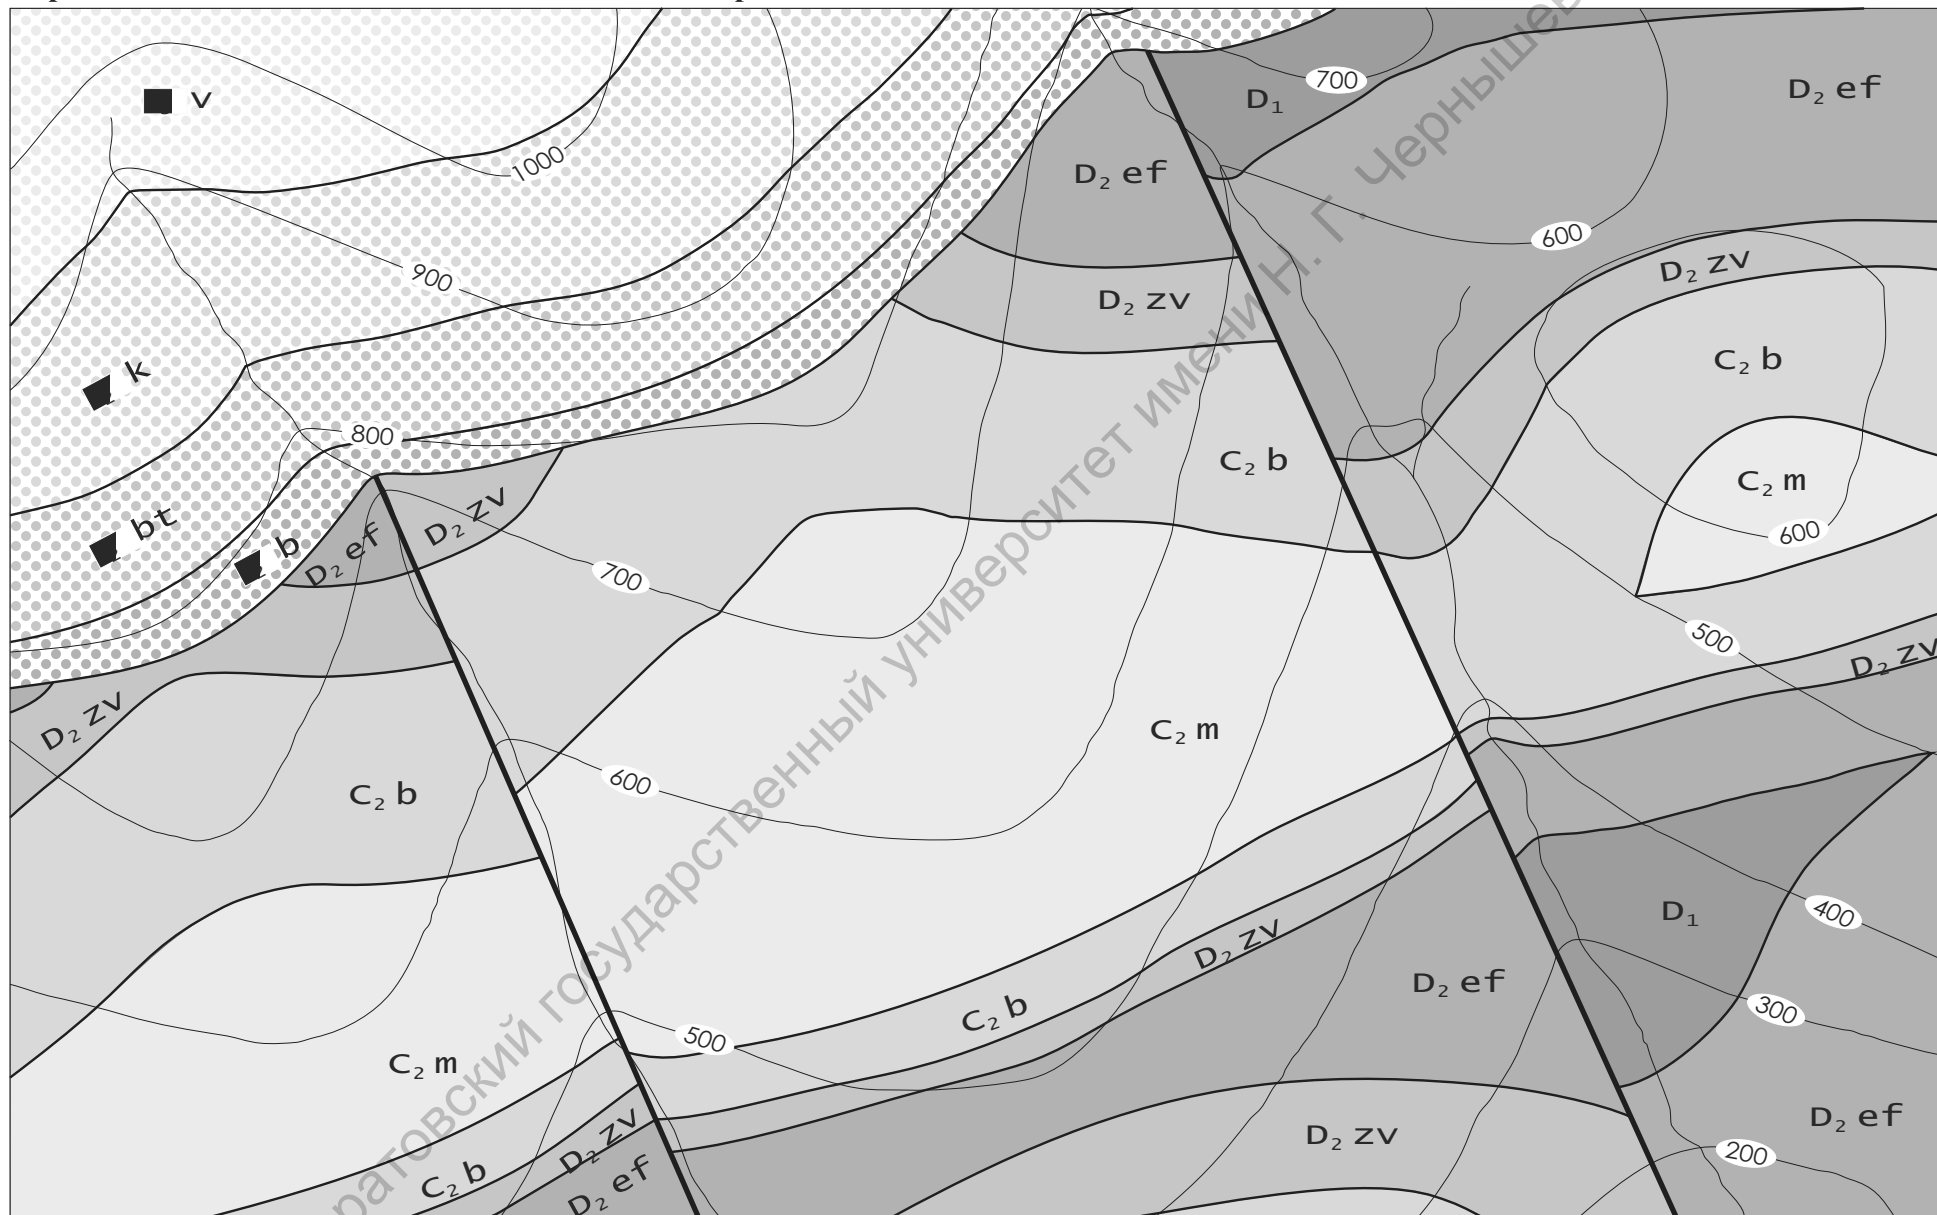 v
1000
D₁
700
D₂ ef
D₂ ef
600
D₂ zv
900
D₂ zv
C₂ b
k
800
C₂ b
C₂ m
600
bt
b
D₂ ef
D₂ zv
700
500
D₂ zv
D₂ zv
C₂ m
C₂ b
600
D₁
400
D₂ zv
D₂ ef
300
C₂ b
500
C₂ m
D₂ zv
D₂ ef
D₂ zv
200
C₂ b
D₂ ef
ратовский государственный университет имени Н. Г. Чернышев